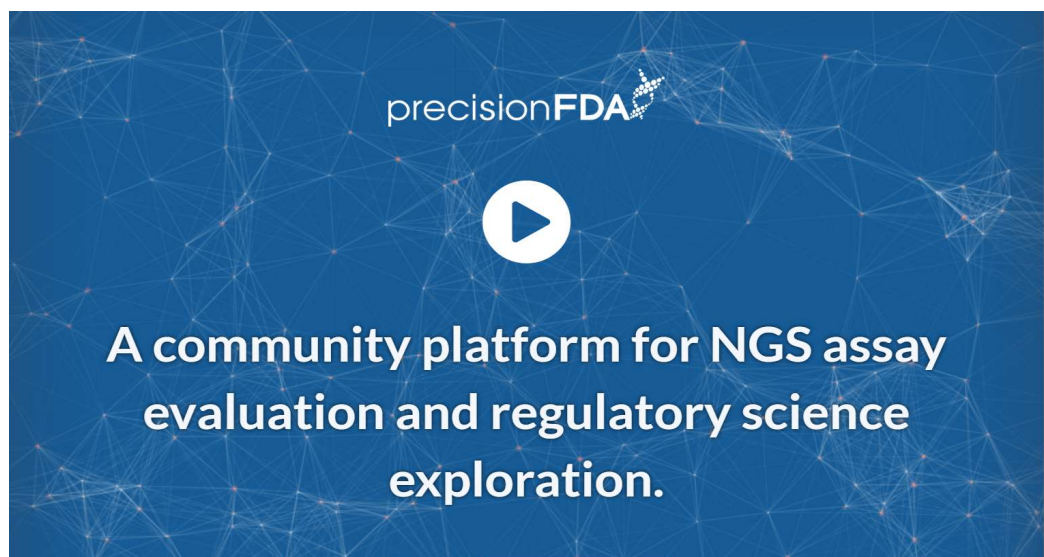 precisionFDA
A community platform for NGS assay
evaluation and regulatory science
exploration.